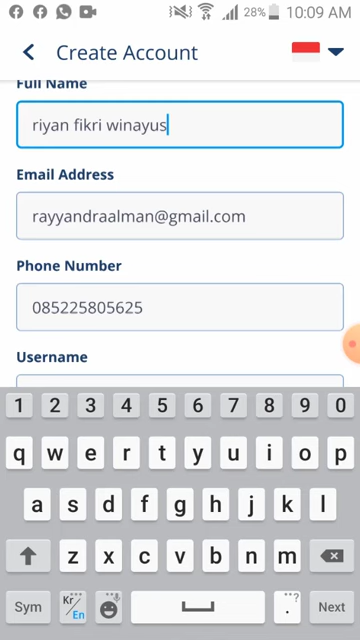 28% 10:09 AM
Create Account
Full Name
riyan fikri winayus
Email Address
rayyandraalman@gmail.com
Phone Number
085225805625
Username
1 2 3 4 5 6 7 8 9 0
q w e r t y u i o p
a s d f g h j k l
z x c v b n m
Sym Kr/En . ...? Next